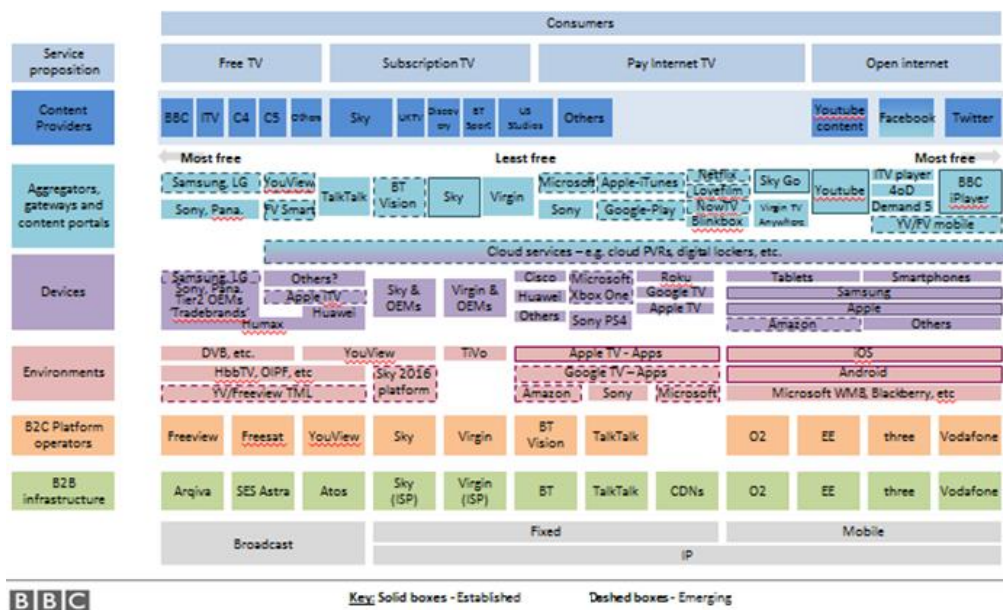 Consumers
Service proposition
Free TV
Subscription TV
Pay Internet TV
Open internet
Content Providers
BBC
ITV
C4
C5
Others
Sky
UKTV
Discovery
BT Sport
US Studios
Others
Youtube content
Facebook
Twitter
Most free
Least free
Most free
Aggregators, gateways and content portals
Samsung, LG
YouView
TalkTalk
BT Vision
Sky
Virgin
Microsoft
Apple-iTunes
Netflix
Lovefilm
NowTV
Blinkbox
Sky Go
Youtube
ITV player
4oD
Demand 5
BBC iPlayer
Sony, Pana.
FV Smart
Sony
Google-Play
Virgin TV Anywhere
YV/FV mobile
Cloud services – e.g. cloud PVRs, digital lockers, etc.
Devices
Samsung, LG
Sony, Pana.
Tier2 OEMs
'Tradebrands'
Others?
Apple iTV
Huawei
Humax
Sky & OEMs
Virgin & OEMs
Cisco
Huawei
Others
Microsoft Xbox One
Sony PS4
Roku
Google TV
Apple TV
Tablets
Smartphones
Samsung
Apple
Amazon
Others
Environments
DVB, etc.
YouView
TiVo
Apple TV - Apps
iOS
HbbTV, OIPF, etc
Sky 2016 platform
Google TV – Apps
Android
YV/Freeview TML
Amazon
Sony
Microsoft
Microsoft WM8, Blackberry, etc
B2C Platform operators
Freeview
Freesat
YouView
Sky
Virgin
BT Vision
TalkTalk
O2
EE
three
Vodafone
B2B infrastructure
Arqiva
SES Astra
Atos
Sky (ISP)
Virgin (ISP)
BT
TalkTalk
CDNs
O2
EE
three
Vodafone
Broadcast
Fixed
Mobile
IP
BBC
Key: Solid boxes - Established
Dashed boxes - Emerging